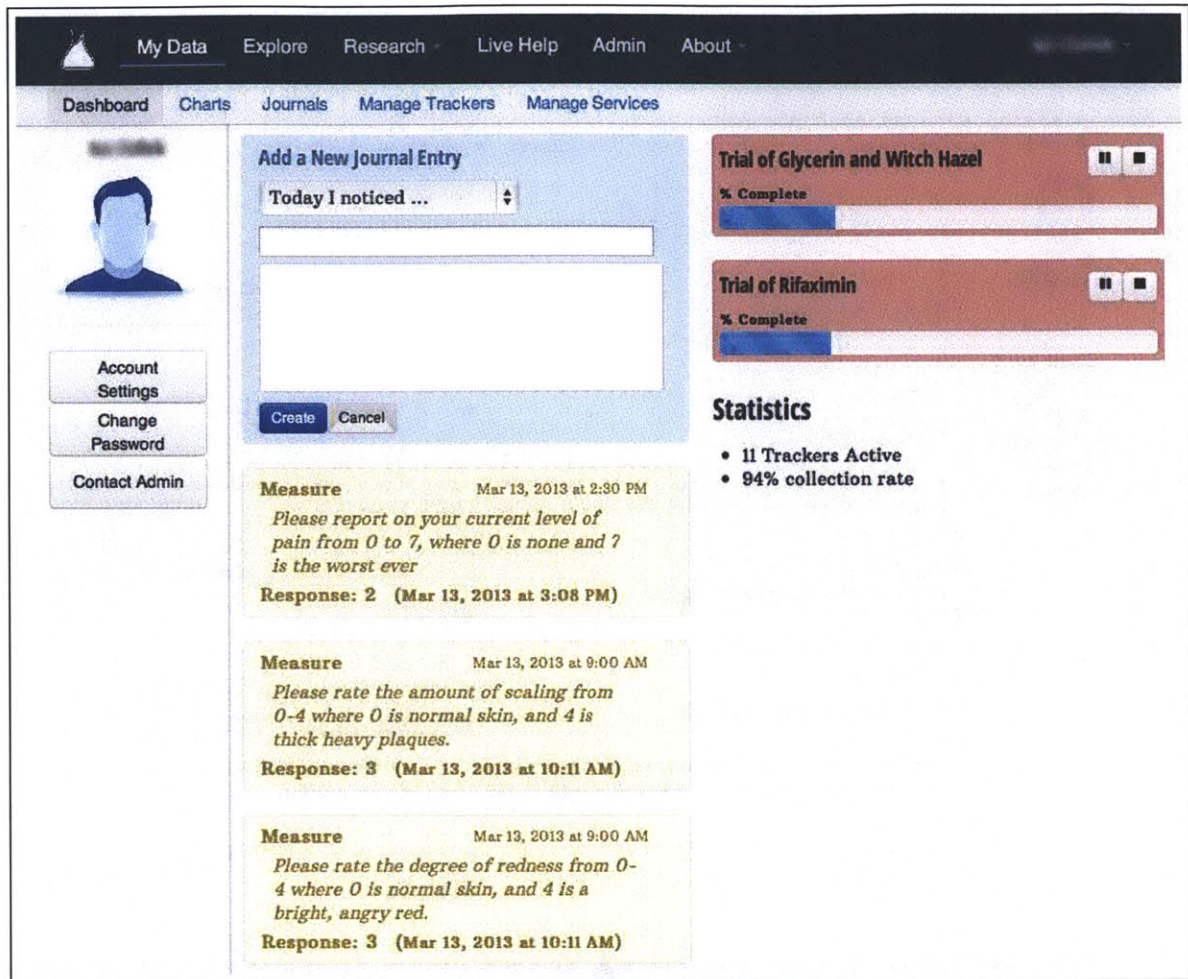 My Data Explore Research Live Help Admin About
Dashboard Charts Journals Manage Trackers Manage Services
Account
Settings
Change
Password
Contact Admin
Add a New Journal Entry
Today I noticed ...
Create Cancel
Measure Mar 13, 2013 at 2:30 PM
Please report on your current level of
pain from 0 to 7, where 0 is none and 7
is the worst ever
Response: 2 (Mar 13, 2013 at 3:08 PM)
Measure Mar 13, 2013 at 9:00 AM
Please rate the amount of scaling from
0-4 where 0 is normal skin, and 4 is
thick heavy plaques.
Response: 3 (Mar 13, 2013 at 10:11 AM)
Measure Mar 13, 2013 at 9:00 AM
Please rate the degree of redness from 0-
4 where 0 is normal skin, and 4 is a
bright, angry red.
Response: 3 (Mar 13, 2013 at 10:11 AM)
Trial of Glycerin and Witch Hazel
% Complete
Trial of Rifaximin
% Complete
Statistics
• 11 Trackers Active
• 94% collection rate